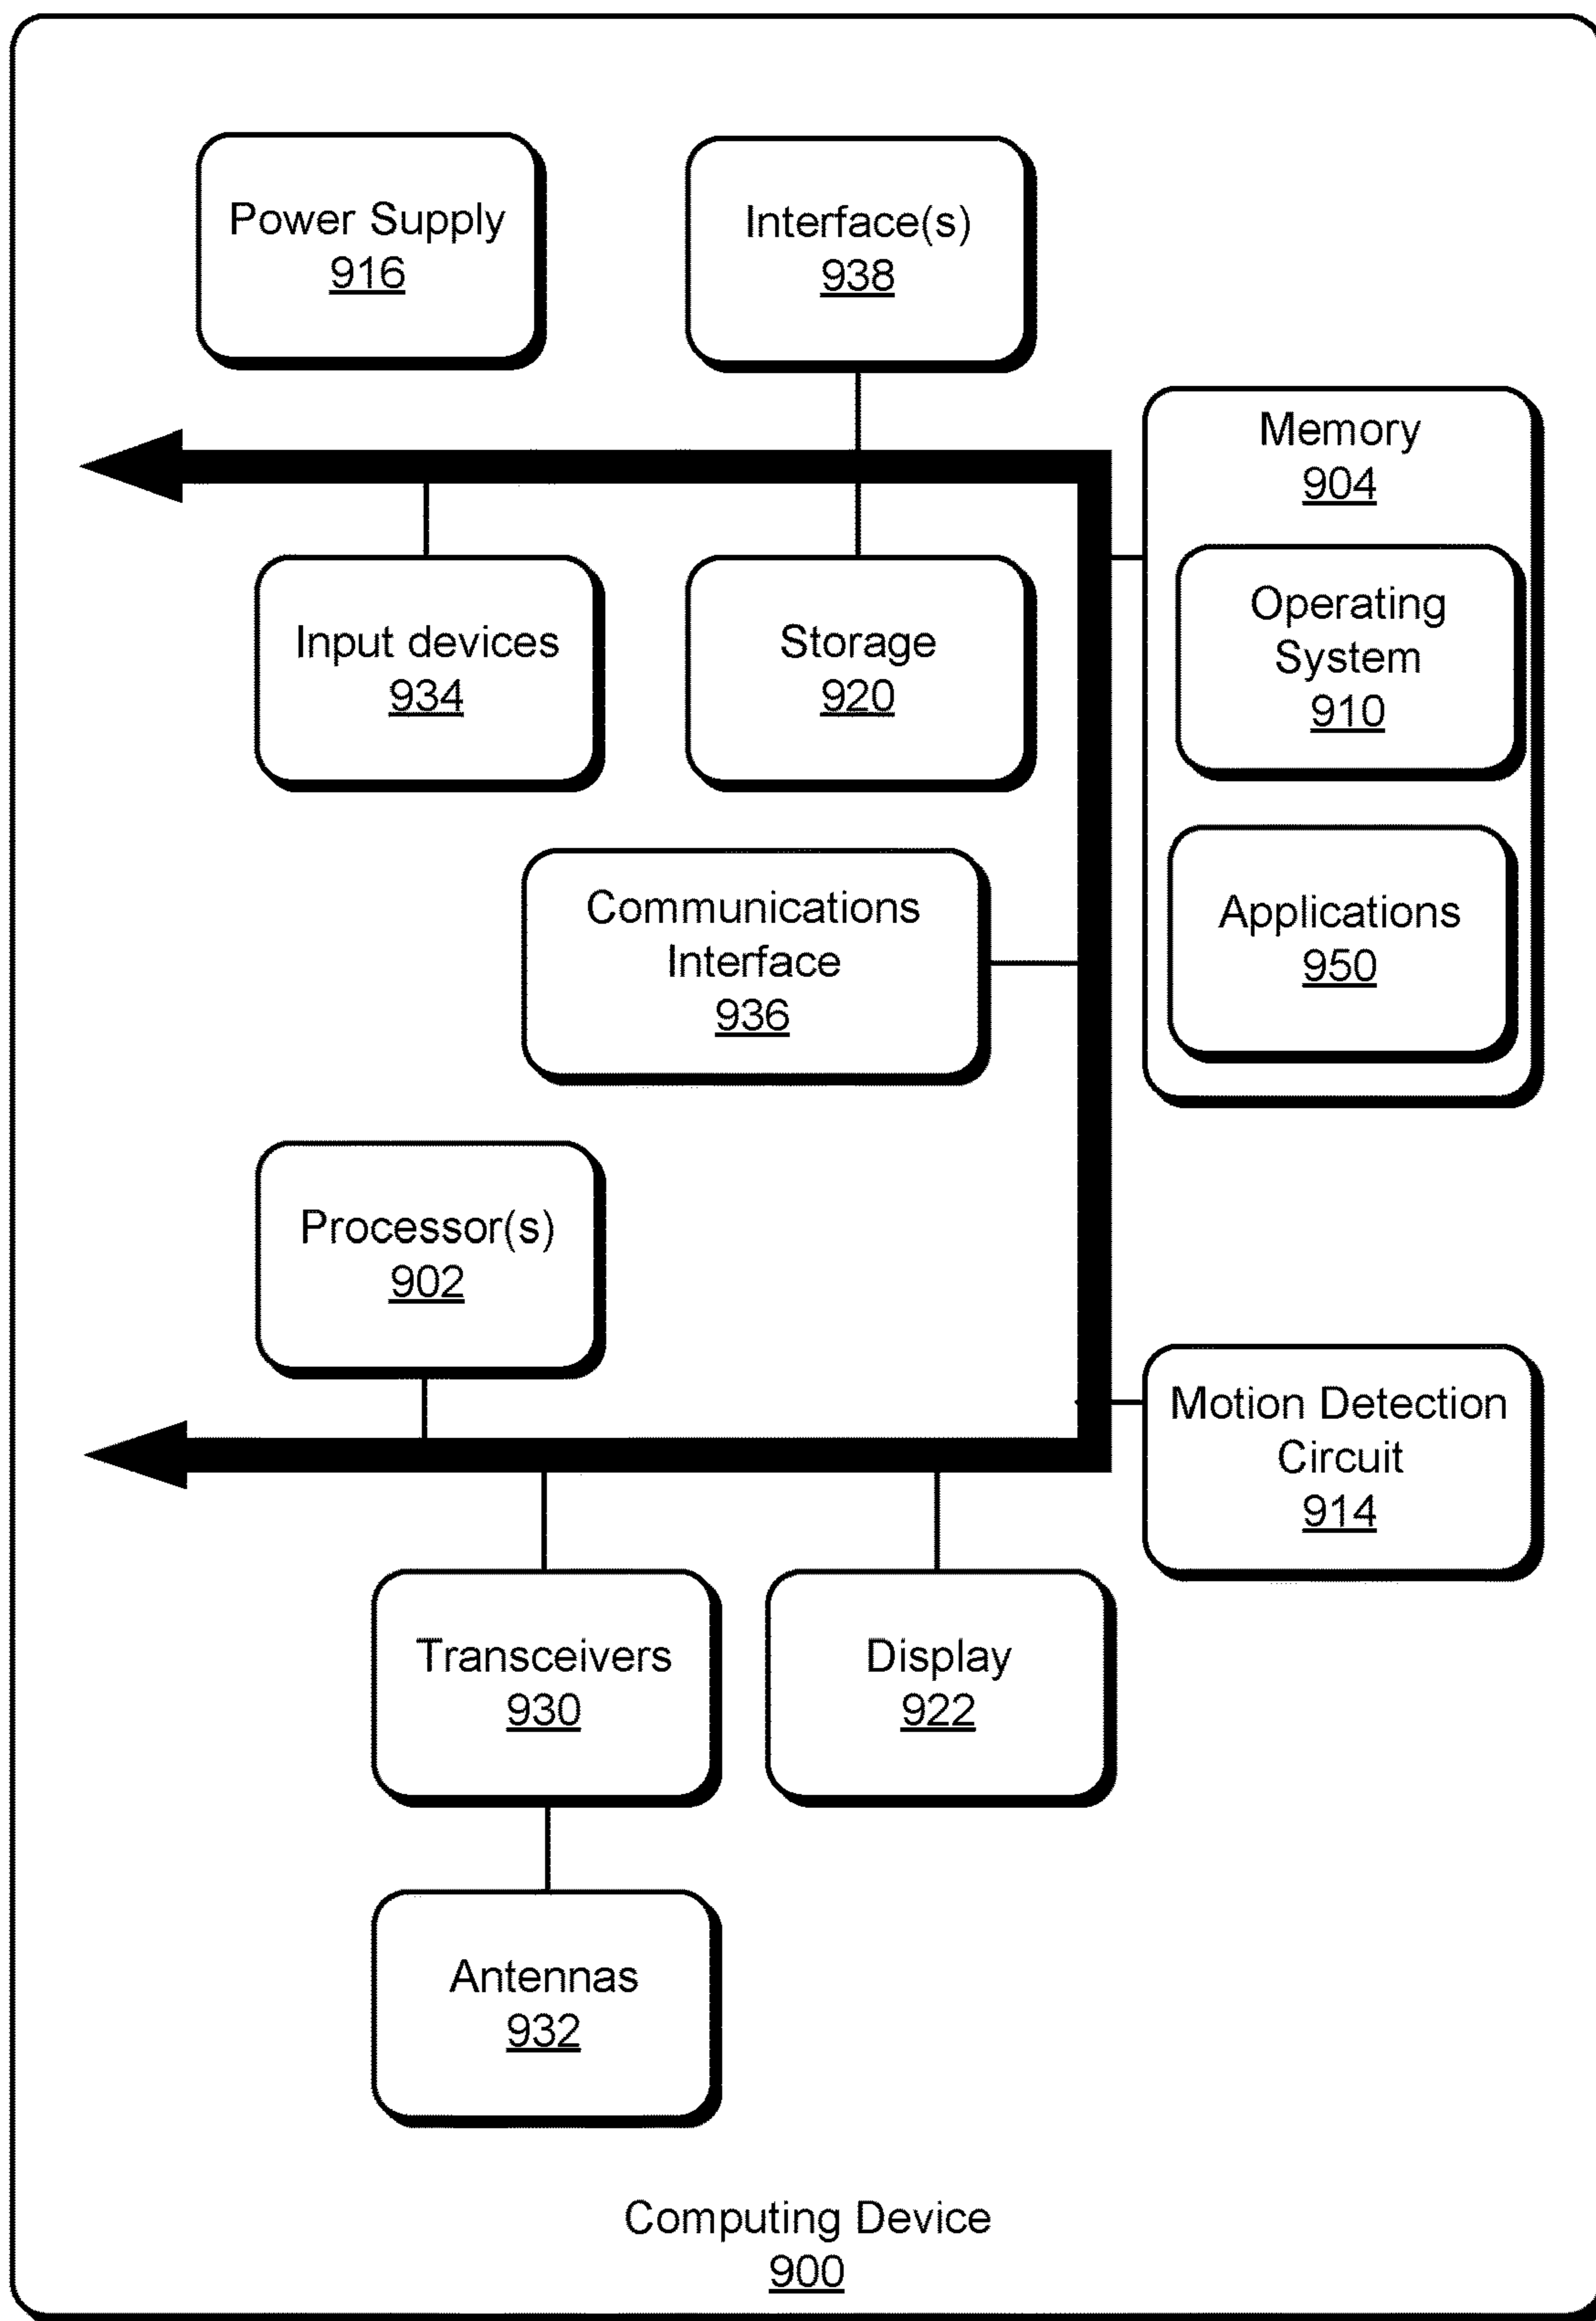 Power Supply
916
Interface(s)
938
Memory
904
Operating
System
910
Applications
950
Input devices
934
Storage
920
Communications
Interface
936
Processor(s)
902
Motion Detection
Circuit
914
Transceivers
930
Display
922
Antennas
932
Computing Device
900